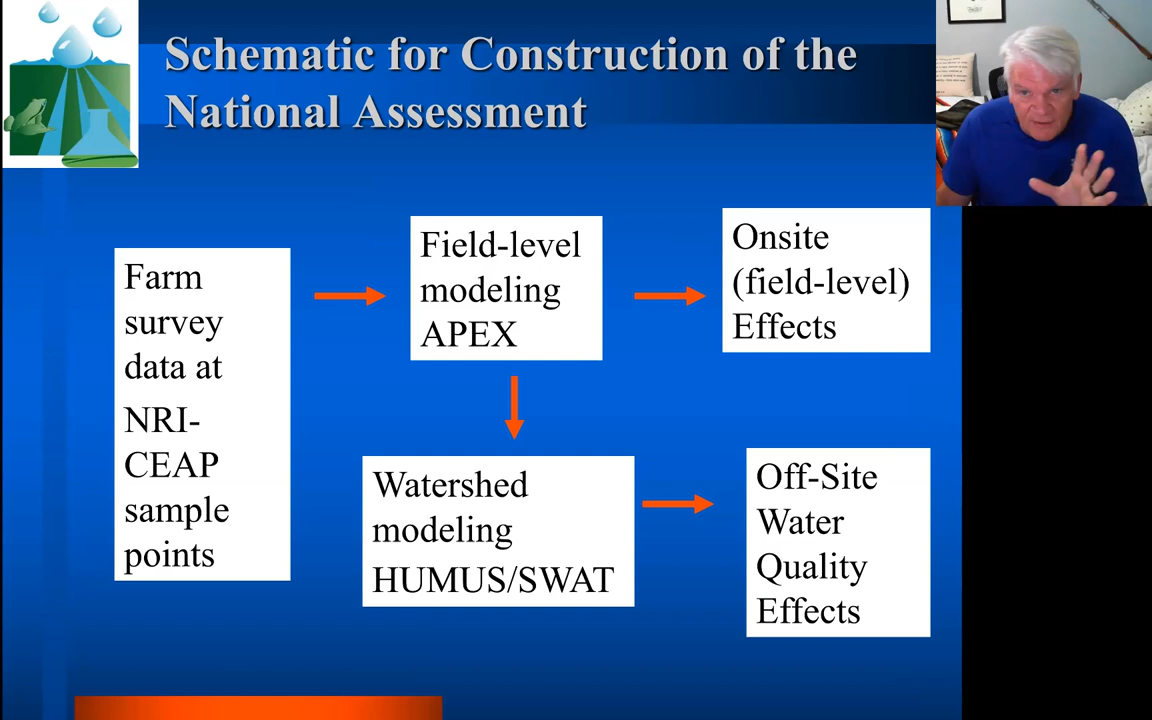 Schematic for Construction of the
National Assessment
Farm
survey
data at
NRI-
CEAP
sample
points
Field-level
modeling
APEX
Onsite
(field-level)
Effects
Watershed
modeling
HUMUS/SWAT
Off-Site
Water
Quality
Effects